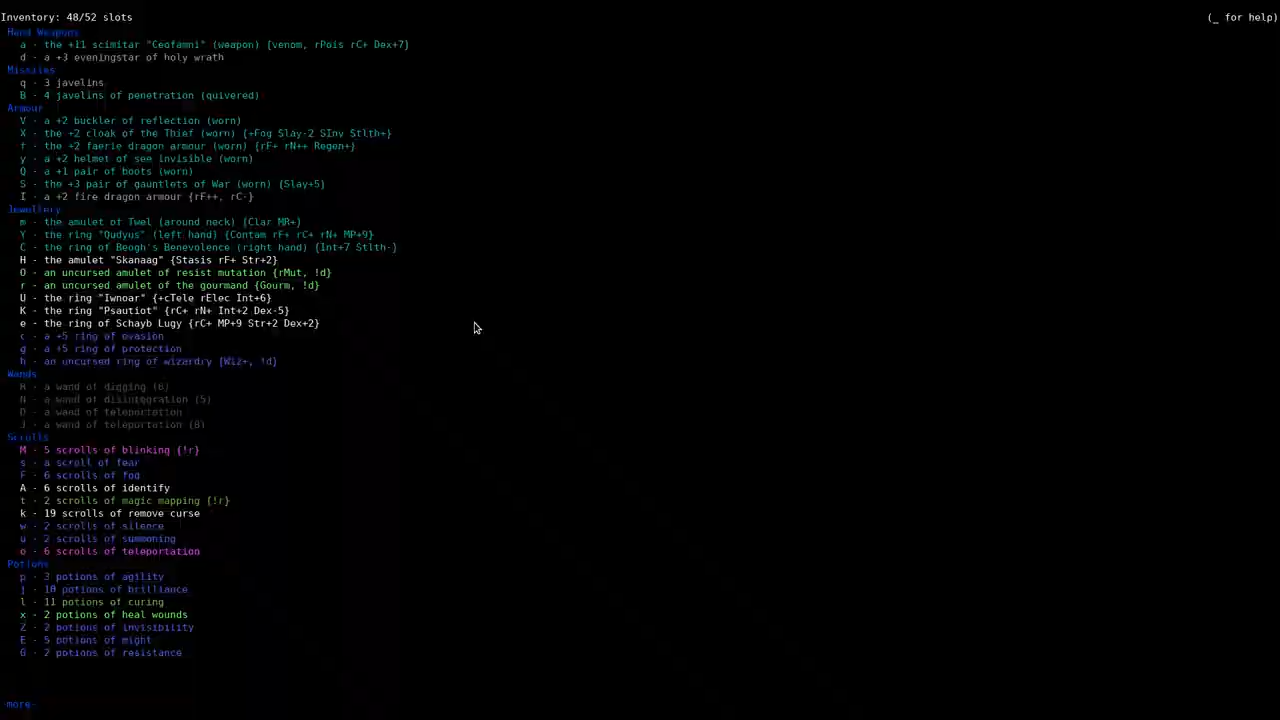 Inventory: 48/52 slots
(_ for help)
Hand Weapons
a - the +11 scimitar "Ceofamni" (weapon) {venom, rPois rC+ Dex+7}
d - a +3 eveningstar of holy wrath
Missiles
q - 3 javelins
B - 4 javelins of penetration (quivered)
Armour
V - a +2 buckler of reflection (worn)
X - the +2 cloak of the Thief (worn) {+Fog Slay-2 SInv Stlth+}
f - the +2 faerie dragon armour (worn) {rF+ rN++ Regen+}
y - a +2 helmet of see invisible (worn)
Q - a +1 pair of boots (worn)
S - the +3 pair of gauntlets of War (worn) {Slay+5}
I - a +2 fire dragon armour {rF++, rC-}
Jewellery
m - the amulet of Twel (around neck) {Clar MR+}
Y - the ring "Qudyus" (left hand) {Contam rF+ rC+ rN+ MP+9}
C - the ring of Beogh's Benevolence (right hand) {Int+7 Stlth-}
H - the amulet "Skanaag" {Stasis rF+ Str+2}
O - an uncursed amulet of resist mutation {rMut, !d}
r - an uncursed amulet of the gourmand {Gourm, !d}
U - the ring "Iwnoar" {+cTele rElec Int+6}
K - the ring "Psautiot" {rC+ rN+ Int+2 Dex-5}
e - the ring of Schayb Lugy {rC+ MP+9 Str+2 Dex+2}
c - a +5 ring of evasion
g - a +5 ring of protection
h - an uncursed ring of wizardry {Wiz+, !d}
Wands
R - a wand of digging (6)
N - a wand of disintegration (5)
D - a wand of teleportation
J - a wand of teleportation (8)
Scrolls
M - 5 scrolls of blinking {!r}
s - a scroll of fear
F - 6 scrolls of fog
A - 6 scrolls of identify
t - 2 scrolls of magic mapping {!r}
k - 19 scrolls of remove curse
w - 2 scrolls of silence
u - 2 scrolls of summoning
o - 6 scrolls of teleportation
Potions
p - 3 potions of agility
j - 10 potions of brilliance
l - 11 potions of curing
x - 2 potions of heal wounds
Z - 2 potions of invisibility
E - 5 potions of might
G - 2 potions of resistance
-more-